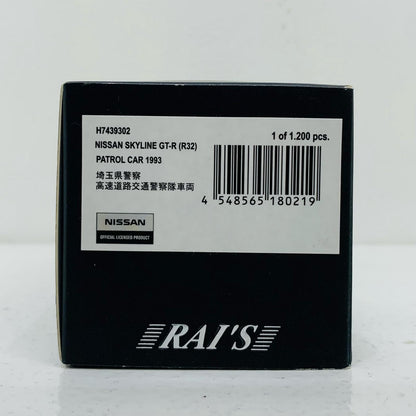 H7439302
1 of 1.200 pcs.
NISSAN SKYLINE GT-R (R32)
PATROL CAR 1993
埼玉県警察
高速道路交通警察隊車両
4 548565 180219
NISSAN
OFFICIAL LICENSED PRODUCT
RAI'S